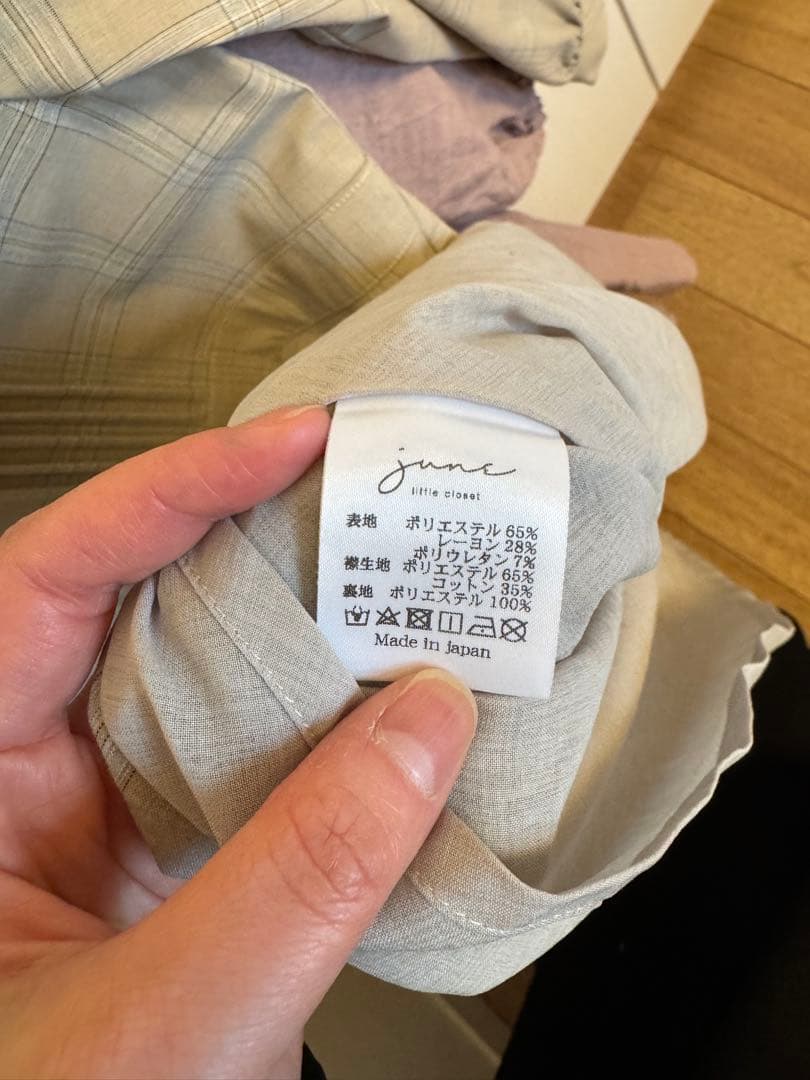 june
little closet
表地 ポリエステル 65%
レーヨン 28%
ポリウレタン 7%
襟生地 ポリエステル 65%
コットン 35%
裏地 ポリエステル 100%
Made in japan